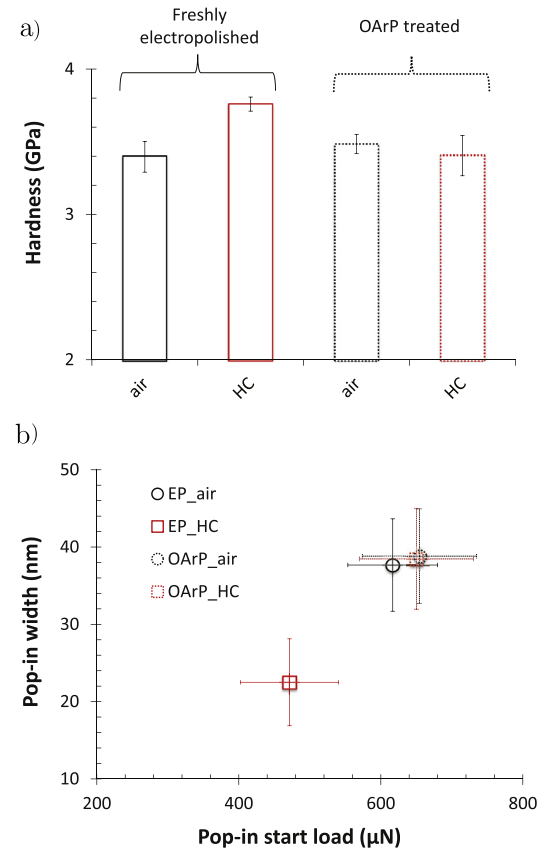 a)
Freshly
electropolished
OArP treated
4
3
2
Hardness (GPa)
air
HC
air
HC
b)
50
40
30
20
10
Pop-in width (nm)
EP_air
EP_HC
OArP_air
OArP_HC
200
400
600
800
Pop-in start load (µN)